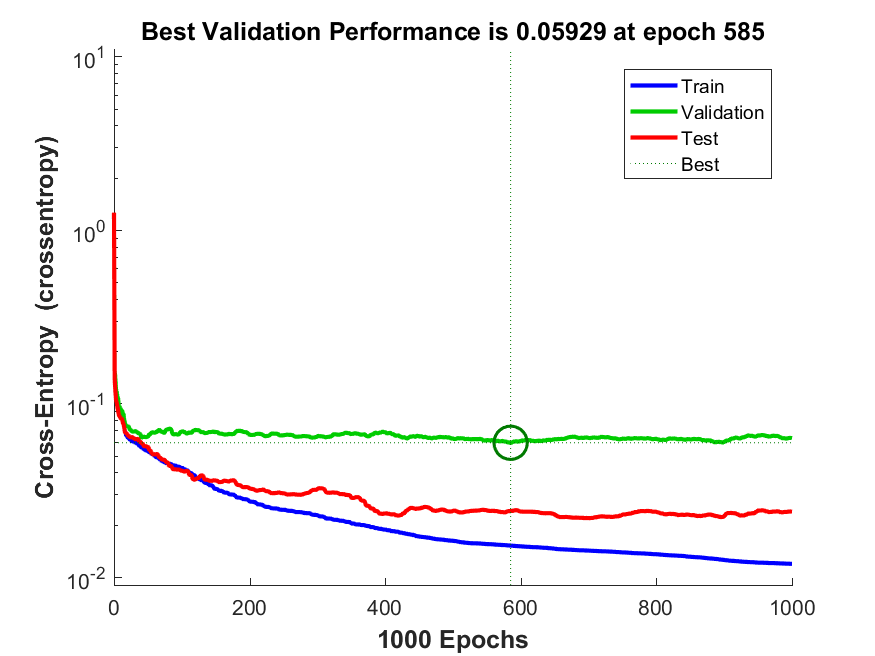 Best Validation Performance is 0.05929 at epoch 585
Cross-Entropy (crossentropy)
10^1
10^0
10^-1
10^-2
Train
Validation
Test
Best
0
200
400
600
800
1000
1000 Epochs